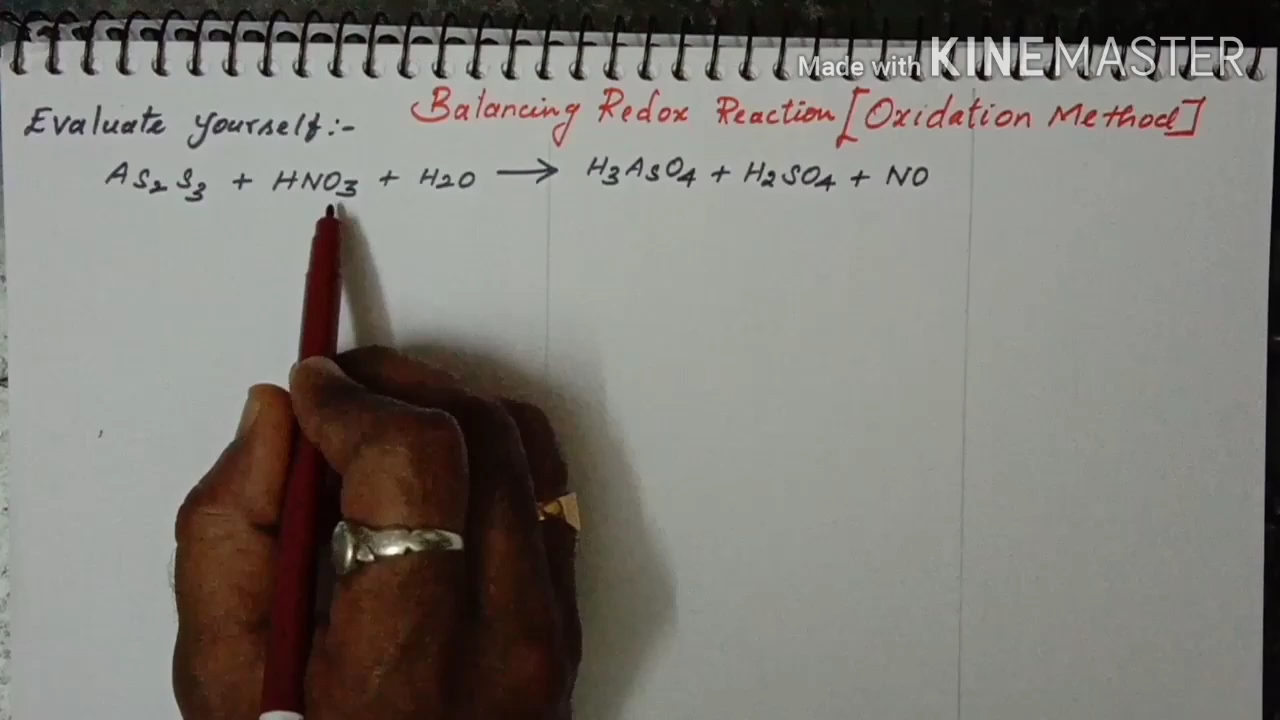 Made with KINEMASTER
Balancing Redox Reaction [Oxidation Method]
Evaluate yourself:-
As2S3 + HNO3 + H2O → H3AsO4 + H2SO4 + NO